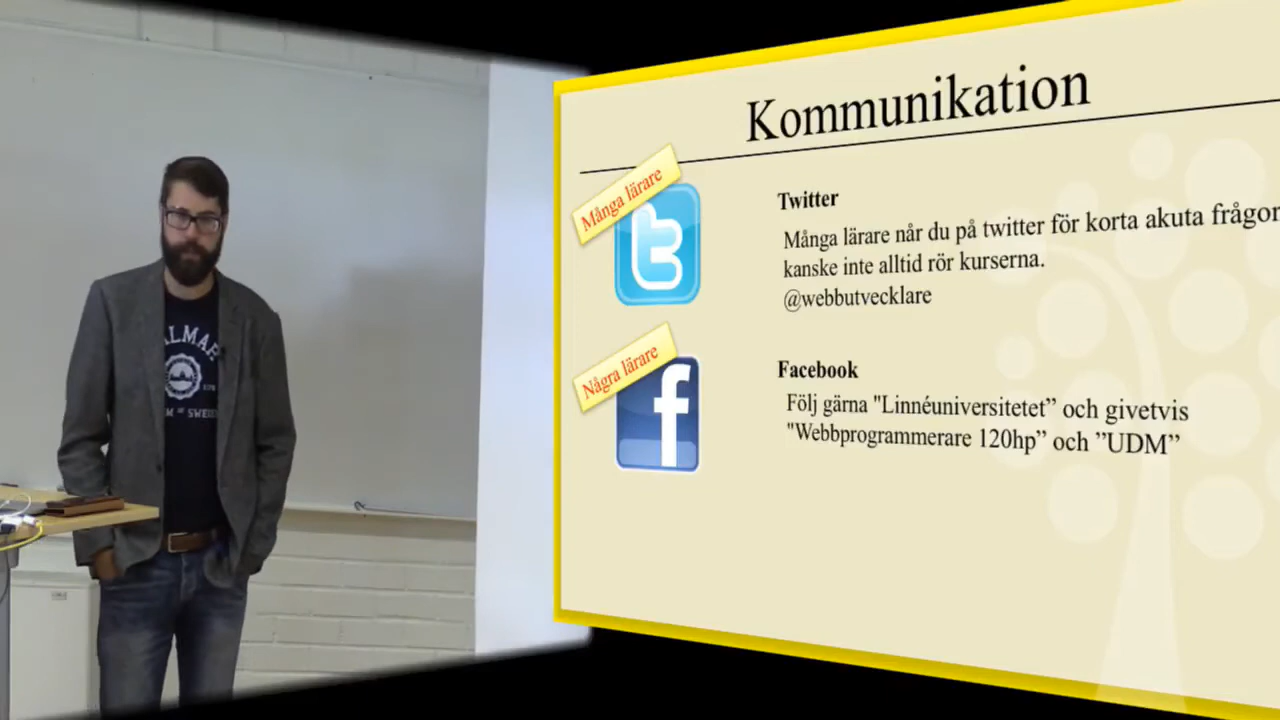 Kommunikation
Många lärare
Twitter
Många lärare når du på twitter för korta akuta frågor
kanske inte alltid rör kurserna.
@webbutvecklare
Några lärare
Facebook
Följ gärna "Linnéuniversitetet” och givetvis
"Webbprogrammerare 120hp” och ”UDM”